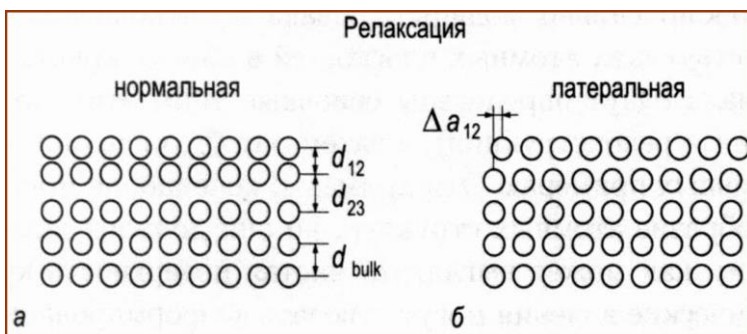 Релаксация
нормальная
латеральная
Δa12
d12
d23
d bulk
а
б